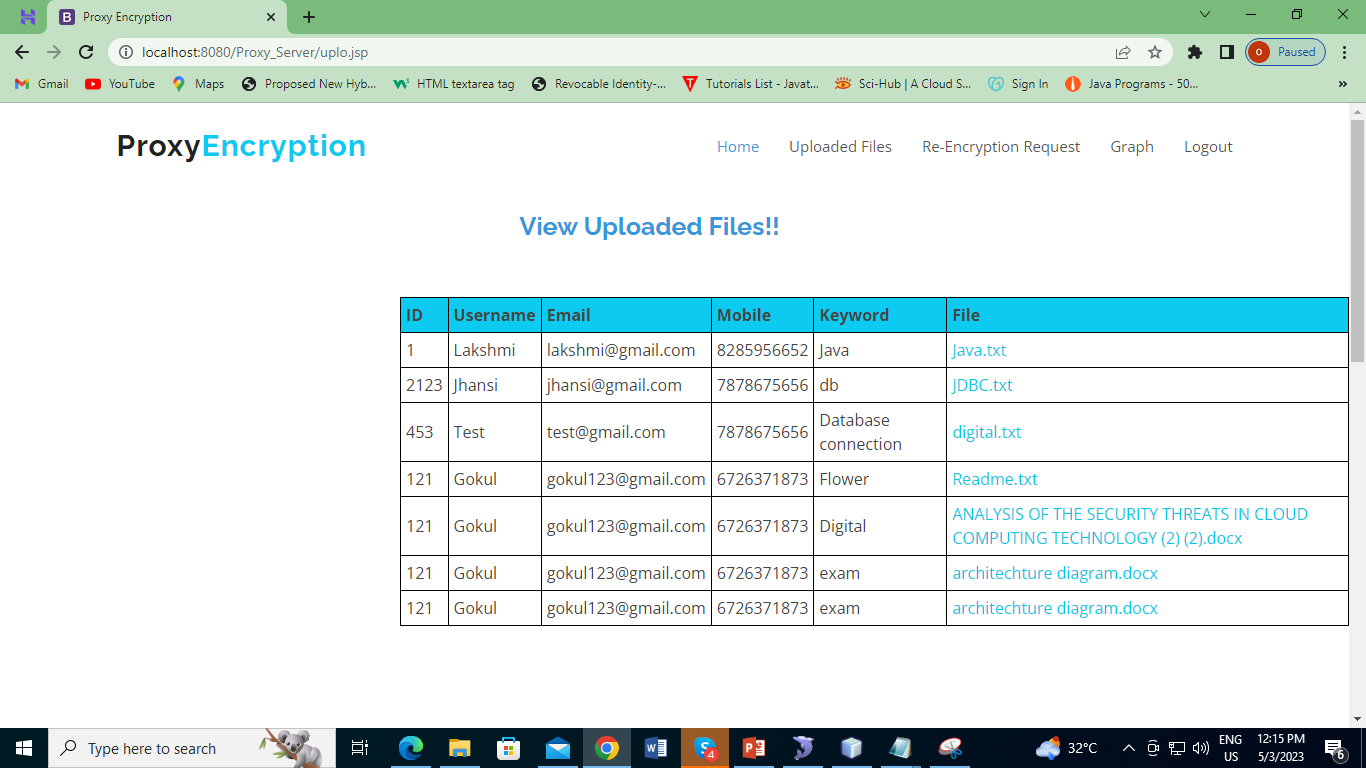 Proxy Encryption
localhost:8080/Proxy_Server/uplo.jsp
O Paused
Gmail YouTube Maps Proposed New Hyb... HTML textarea tag Revocable Identity-... Tutorials List - Javat... Sci-Hub | A Cloud S... Sign In Java Programs - 50... »
ProxyEncryption Home Uploaded Files Re-Encryption Request Graph Logout
View Uploaded Files!!
ID Username Email Mobile Keyword File
1 Lakshmi lakshmi@gmail.com 8285956652 Java Java.txt
2123 Jhansi jhansi@gmail.com 7878675656 db JDBC.txt
453 Test test@gmail.com 7878675656 Database connection digital.txt
121 Gokul gokul123@gmail.com 6726371873 Flower Readme.txt
121 Gokul gokul123@gmail.com 6726371873 Digital ANALYSIS OF THE SECURITY THREATS IN CLOUD
COMPUTING TECHNOLOGY (2) (2).docx
121 Gokul gokul123@gmail.com 6726371873 exam architechture diagram.docx
121 Gokul gokul123@gmail.com 6726371873 exam architechture diagram.docx
Type here to search 4 32°C ENG 12:15 PM
US 5/3/2023 6